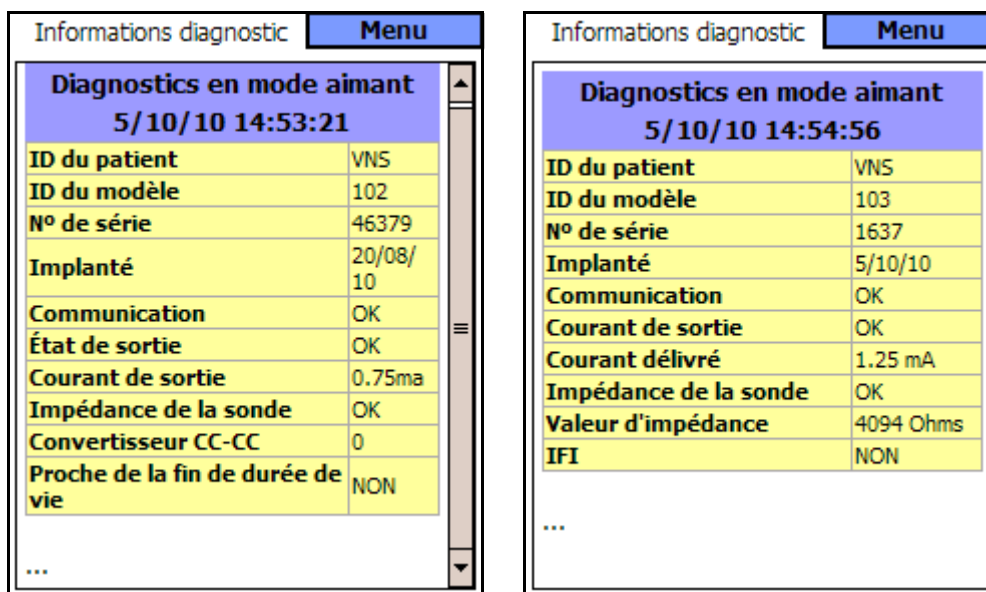 Informations diagnostic Menu
Diagnostics en mode aimant
5/10/10 14:53:21
ID du patient VNS
ID du modèle 102
Nº de série 46379
Implanté 20/08/
10
Communication OK
État de sortie OK
Courant de sortie 0.75ma
Impédance de la sonde OK
Convertisseur CC-CC 0
Proche de la fin de durée de
vie NON
...
Informations diagnostic Menu
Diagnostics en mode aimant
5/10/10 14:54:56
ID du patient VNS
ID du modèle 103
Nº de série 1637
Implanté 5/10/10
Communication OK
Courant de sortie OK
Courant délivré 1.25 mA
Impédance de la sonde OK
Valeur d'impédance 4094 Ohms
IFI NON
...